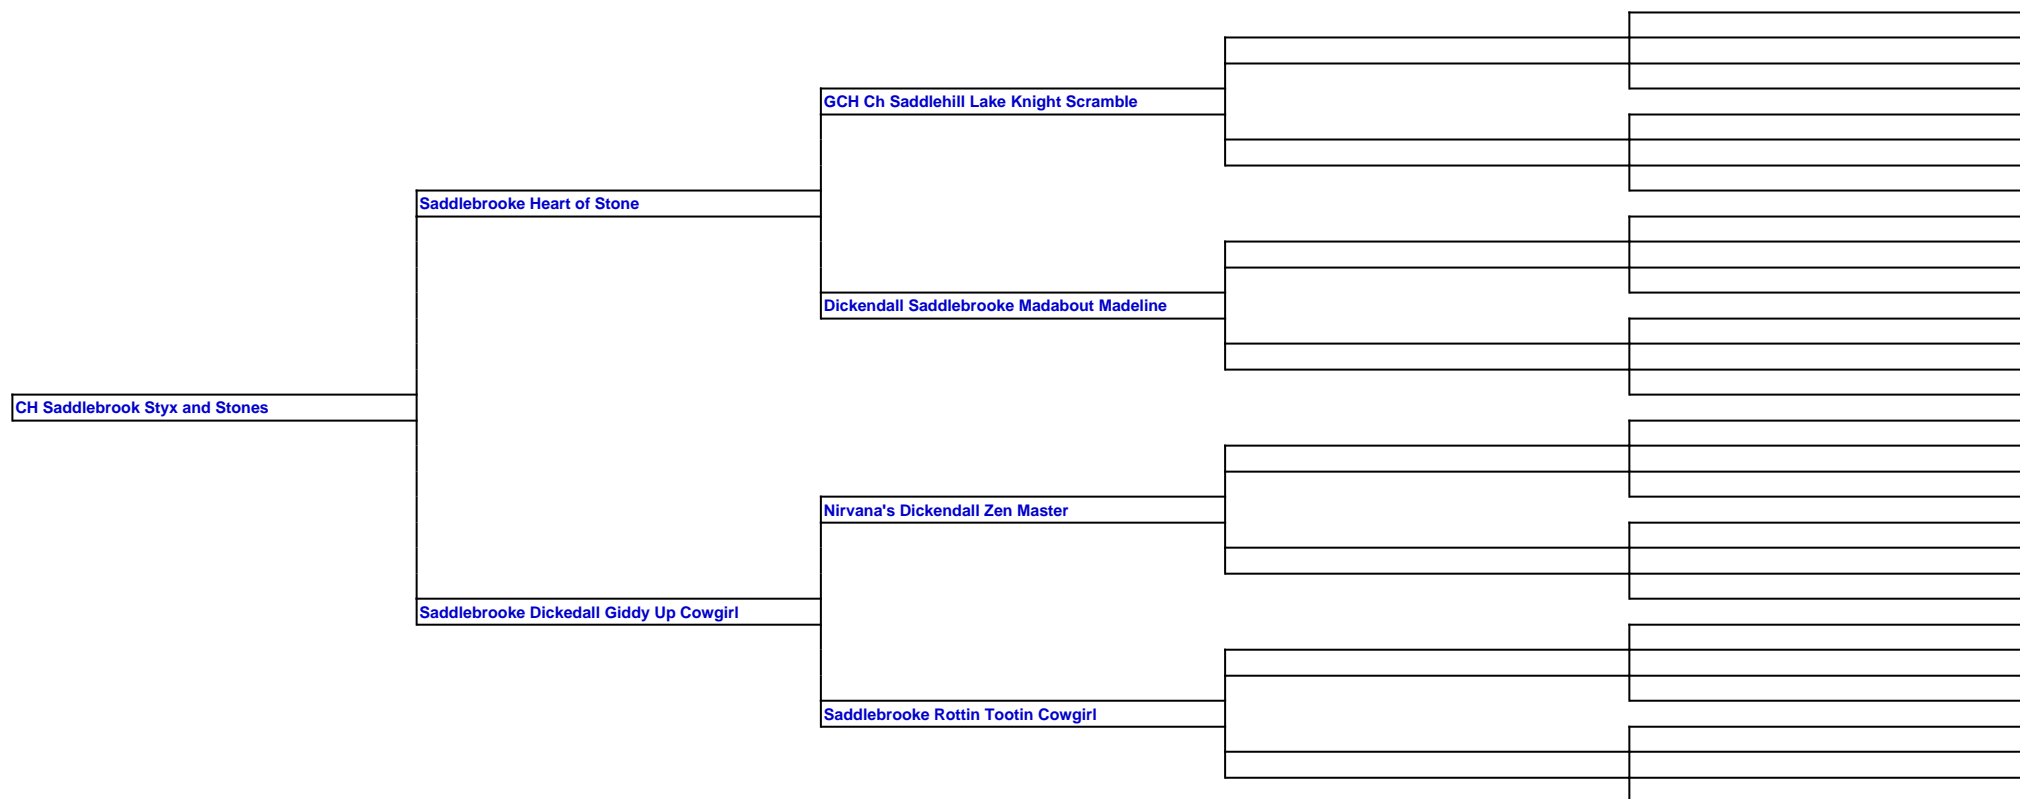 GCH Ch Saddlehill Lake Knight Scramble
Saddlebrooke Heart of Stone
Dickendall Saddlebrooke Madabout Madeline
CH Saddlebrook Styx and Stones
Nirvana's Dickendall Zen Master
Saddlebrooke Dickedall Giddy Up Cowgirl
Saddlebrooke Rottin Tootin Cowgirl